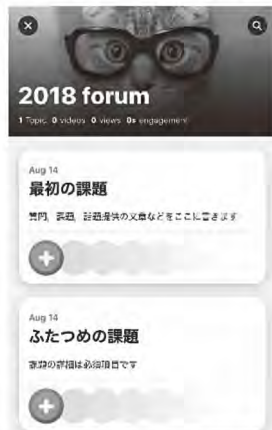 2018 forum
1 Topic 0 videos 0 views 0s engagement
Aug 14
最初の課題
質問、課題、話題提供の文章などをここに書きます
Aug 14
ふたつめの課題
課題の詳細は必須項目です